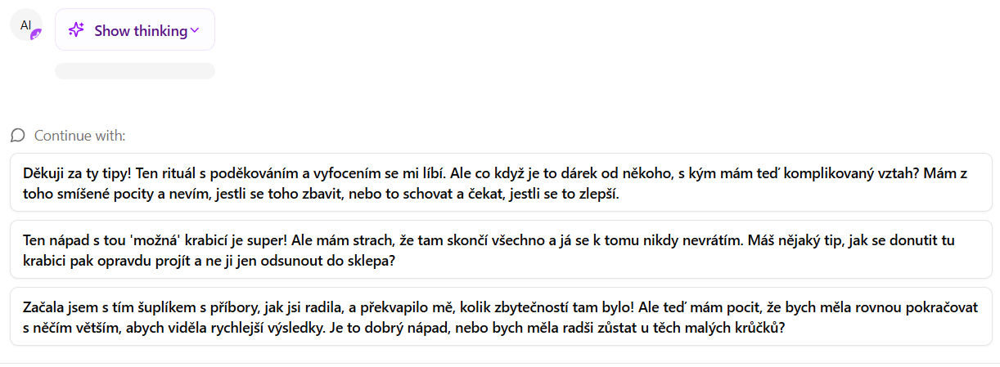 AI
Show thinking
Continue with:
Děkuji za ty tipy! Ten rituál s poděkováním a vyfocením se mi líbí. Ale co když je to dárek od někoho, s kým mám teď komplikovaný vztah? Mám z
toho smíšené pocity a nevím, jestli se toho zbavit, nebo to schovat a čekat, jestli se to zlepší.
Ten nápad s tou 'možná' krabicí je super! Ale mám strach, že tam skončí všechno a já se k tomu nikdy nevrátím. Máš nějaký tip, jak se donutit tu
krabici pak opravdu projít a ne ji jen odsunout do sklepa?
Začala jsem s tím šuplíkem s příbory, jak jsi radila, a překvapilo mě, kolik zbytečností tam bylo! Ale teď mám pocit, že bych měla rovnou pokračovat
s něčím větším, abych viděla rychlejší výsledky. Je to dobrý nápad, nebo bych měla radši zůstat u těch malých krůčků?